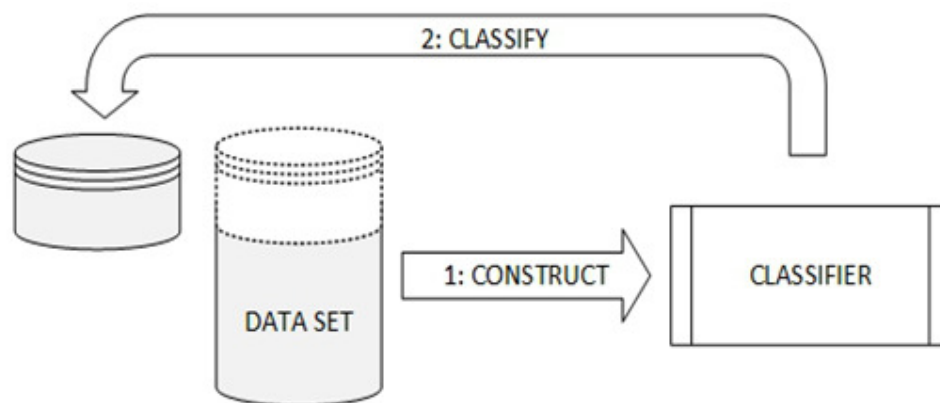 2: CLASSIFY
1: CONSTRUCT
CLASSIFIER
DATA SET